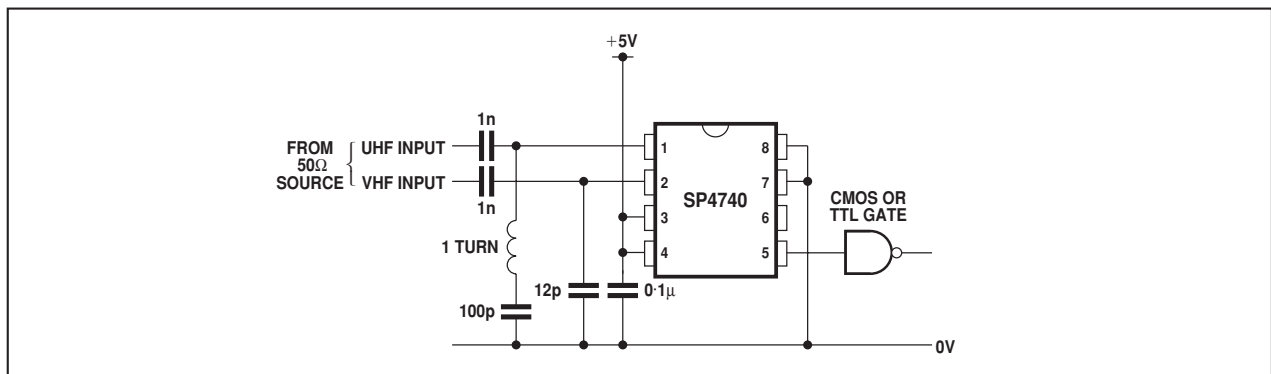 +5V
1n
FROM
50Ω
SOURCE
UHF INPUT
VHF INPUT
1n
1 TURN
100p
12p
0·1μ
1
2
3
4
SP4740
8
7
6
5
CMOS OR
TTL GATE
0V